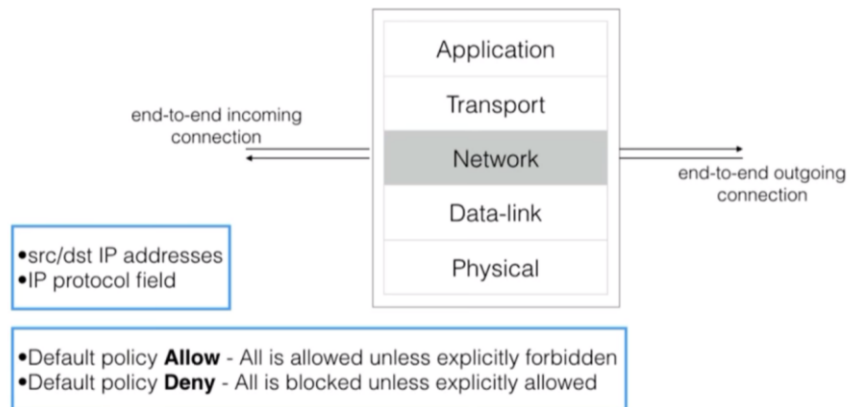 Application
Transport
end-to-end incoming
connection
Network
end-to-end outgoing
connection
Data-link
Physical
•src/dst IP addresses
•IP protocol field
•Default policy Allow - All is allowed unless explicitly forbidden
•Default policy Deny - All is blocked unless explicitly allowed